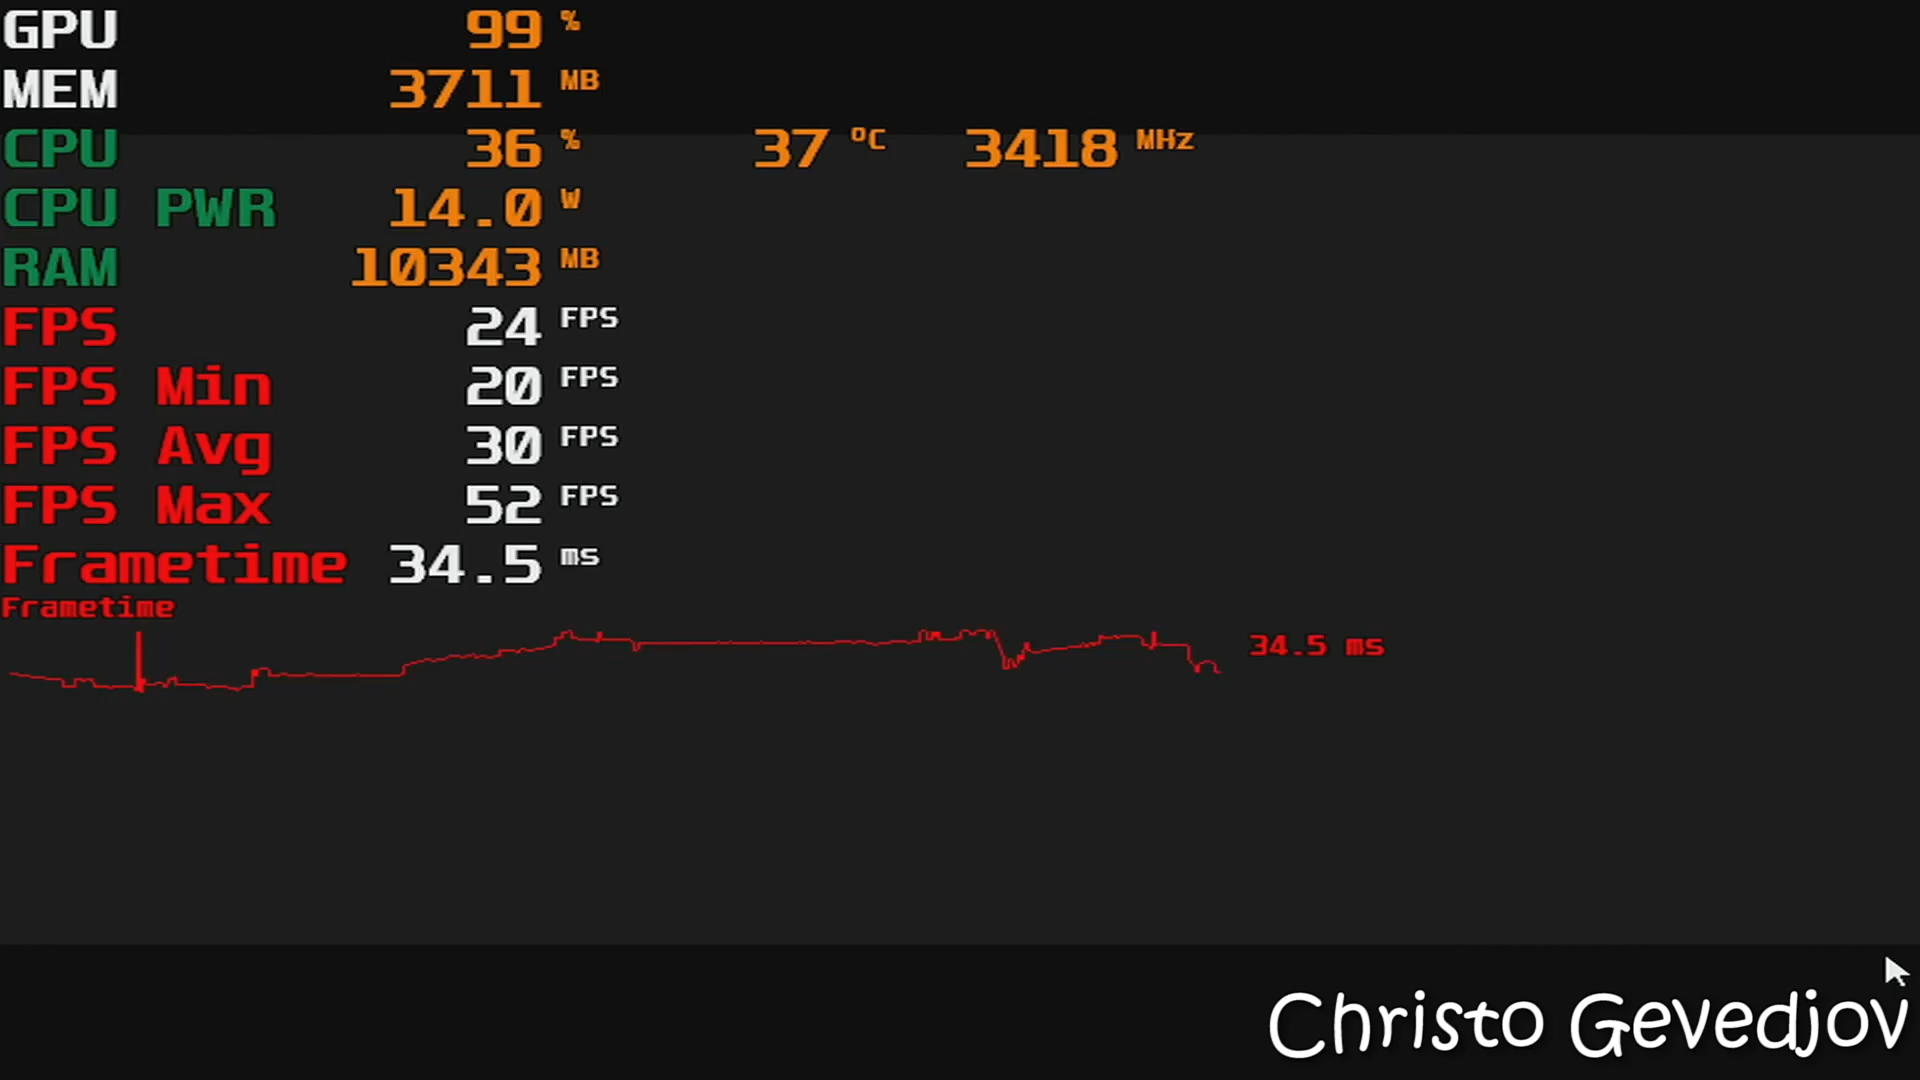 GPU 99 %
MEM 3711 MB
CPU 36 % 37 °C 3418 MHz
CPU PWR 14.0 W
RAM 10343 MB
FPS 24 FPS
FPS Min 20 FPS
FPS Avg 30 FPS
FPS Max 52 FPS
Frametime 34.5 ms
Frametime
34.5 ms
Christo Gevedjov